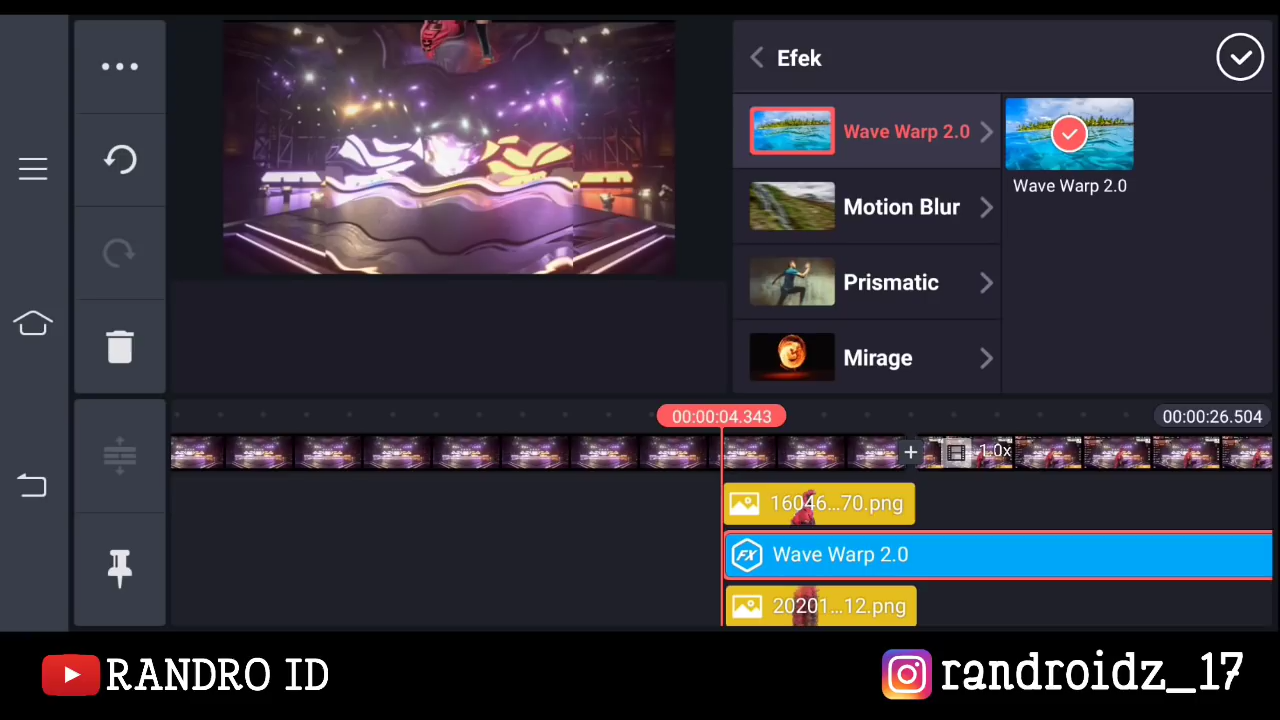 Efek
Wave Warp 2.0
Wave Warp 2.0
Motion Blur
Prismatic
Mirage
00:00:04.343
00:00:26.504
1.0x
16046...70.png
FX Wave Warp 2.0
20201...12.png
RANDRO ID
randroidz_17